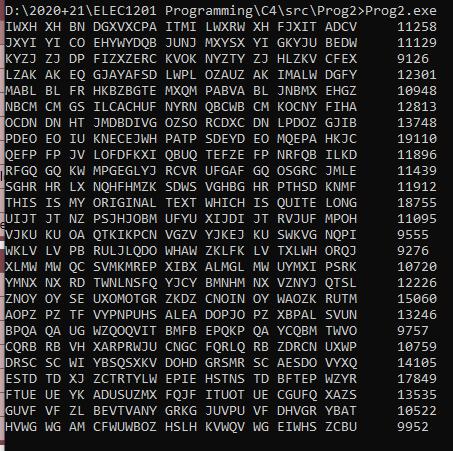 D:\2020+21\ELEC1201 Programming\C4\src\Prog2>Prog2.exe
IWXH XH BN DGXVXCPA ITMI LWXRW XH FJXIT ADCV 11258
JXYI YI CO EHYWYDQB JUNJ MXYSX YI GKYJU BEDW 11129
KYZJ ZJ DP FIZXZERC KVOK NYZTY ZJ HLZKV CFEX 9126
LZAK AK EQ GJAYAFSD LWPL OZAUZ AK IMALW DGFY 12301
MABL BL FR HKBZBGTE MXQM PABVA BL JNBMX EHGZ 10948
NBCM CM GS ILCACHUF NYRN QBCWB CM KOCNY FIHA 12813
OCDN DN HT JMDBDIVG OZSO RCDXC DN LPDOZ GJIB 13748
PDEO EO IU KNECEJWH PATP SDEYD EO MQEPA HKJC 19110
QEFP FP JV LOFDFKXI QBUQ TEFZE FP NRFQB ILKD 11896
RFGQ GQ KW MPGEGLYJ RCVR UFGAF GQ OSGRC JMLE 11439
SGHR HR LX NQHFHMZK SDWS VGHBG HR PTHSD KNMF 11912
THIS IS MY ORIGINAL TEXT WHICH IS QUITE LONG 18755
UIJT JT NZ PSJHJOBM UFYU XIJDI JT RVJUF MPOH 11095
VJKU KU OA QTKIKPCN VGZV YJKEJ KU SWKVG NQPI 9555
WKLV LV PB RULJLQDO WHAW ZKLFK LV TXLWH ORQJ 9276
XLMW MW QC SVMKMREP XIBX ALMGL MW UYMXI PSRK 10720
YMNX NX RD TWNLNSFQ YJCY BMNHM NX VZNYJ QTSL 12226
ZNOY OY SE UXOMOTGR ZKDZ CNOIN OY WAOZK RUTM 15060
AOPZ PZ TF VYPNPUHS ALEA DOPJO PZ XBPAL SVUN 13246
BPQA QA UG WZQOQVIT BMFB EPQKP QA YCQBM TWVO 9757
CQRB RB VH XARPRWJU CNGC FQRLQ RB ZDRCN UXWP 10759
DRSC SC WI YBSQSXKV DOHD GRSMR SC AESDO VYXQ 14105
ESTD TD XJ ZCTRTYLW EPIE HSTNS TD BFTEP WZYR 17849
FTUE UE YK ADUSUZMX FQJF ITUOT UE CGUFQ XAZS 13535
GUVF VF ZL BEVTVANY GRKG JUVPU VF DHVGR YBAT 10522
HVWG WG AM CFWUWBOZ HSLH KVWQV WG EIWHS ZCBU 9952